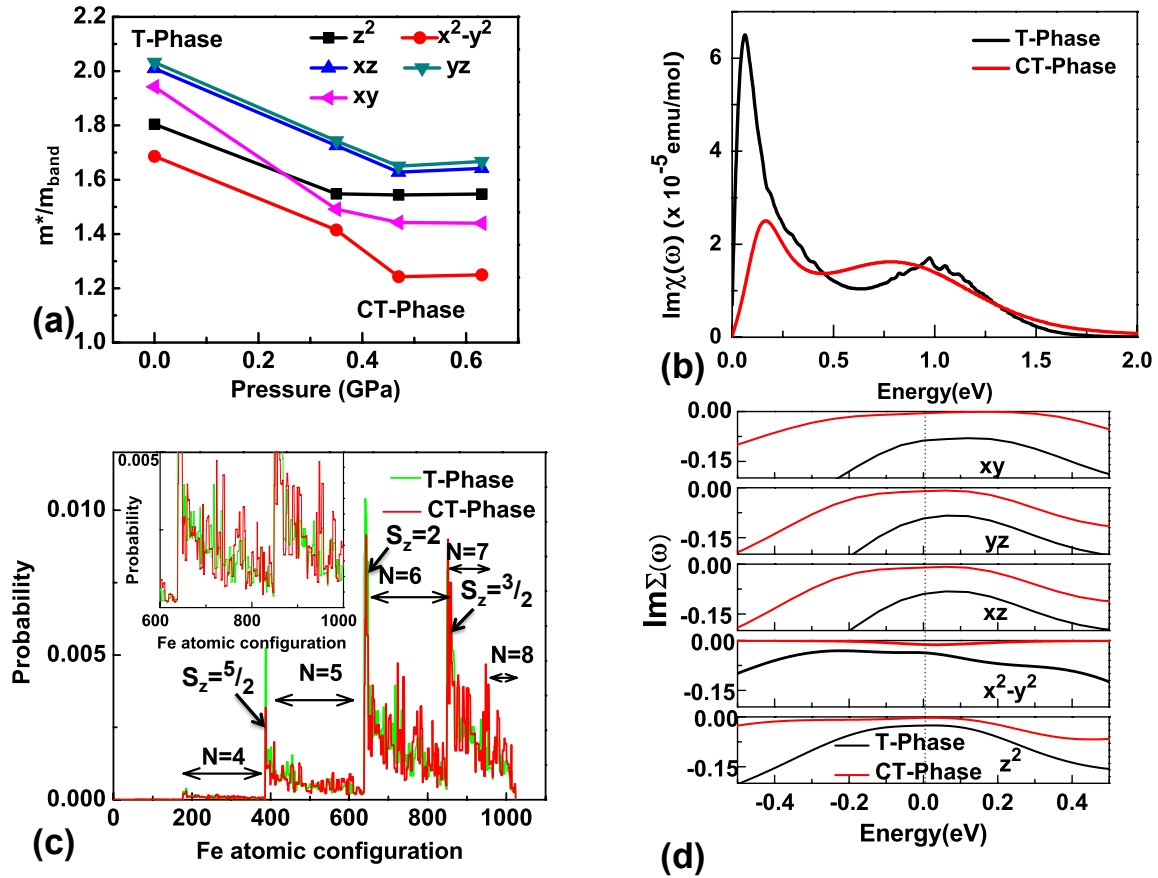 T-Phase
z² x²-y²
xz yz
xy
CT-Phase
m*/m_band
2.2
2.0
1.8
1.6
1.4
1.2
1.0
0.0 0.2 0.4 0.6
Pressure (GPa)
(a)
T-Phase
CT-Phase
Imχ(ω) (x 10⁻⁵ emu/mol)
6
4
2
0
0.0 0.5 1.0 1.5 2.0
Energy(eV)
(b)
T-Phase
CT-Phase
S_z=2
N=7
N=6
S_z=³/₂
N=8
S_z=⁵/₂
N=5
N=4
Probability
0.010
0.005
0.000
0 200 400 600 800 1000
Fe atomic configuration
0.005
Probability
600 800 1000
Fe atomic configuration
(c)
ImΣ(ω)
0.00
-0.15
xy
0.00
-0.15
yz
0.00
-0.15
xz
0.00
-0.15
x²-y²
0.00
-0.15
T-Phase
CT-Phase
z²
-0.4 -0.2 0.0 0.2 0.4
Energy(eV)
(d)